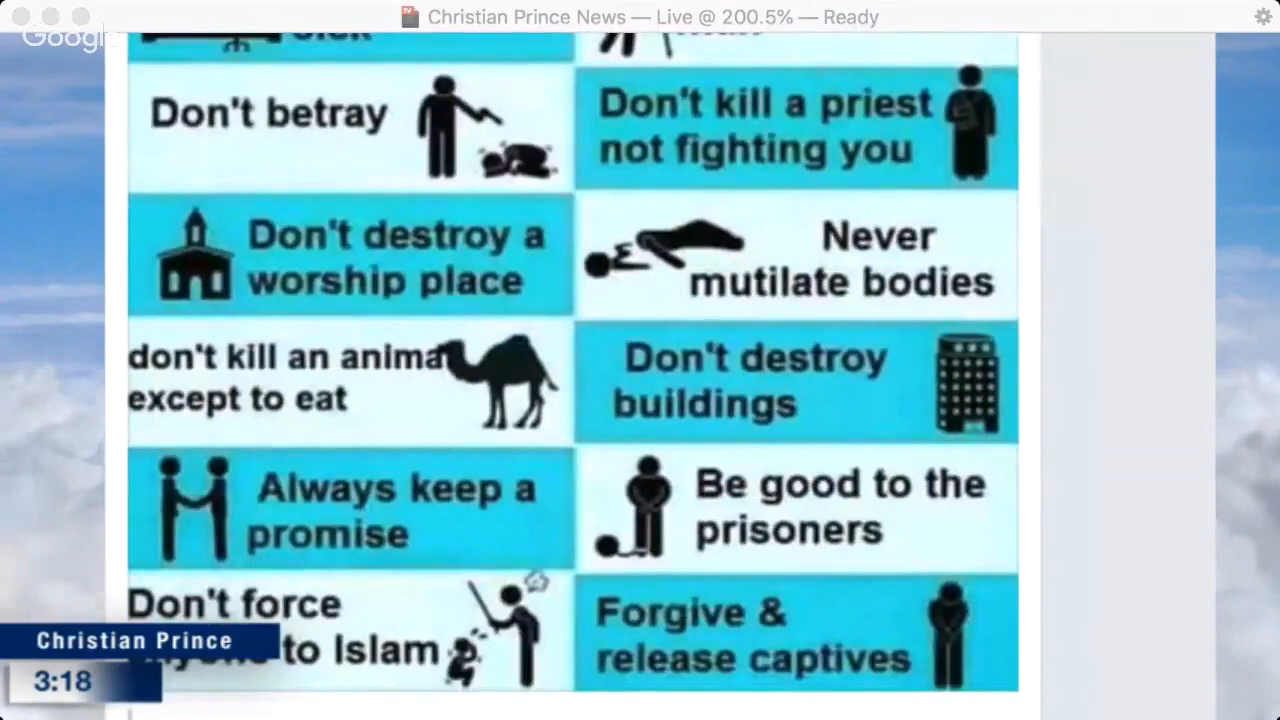 Christian Prince News — Live @ 200.5% — Ready
Google
Don't betray
Don't kill a priest
not fighting you
Don't destroy a
worship place
Never
mutilate bodies
don't kill an anima
except to eat
Don't destroy
buildings
Always keep a
promise
Be good to the
prisoners
Don't force
to Islam
Forgive &
release captives
Christian Prince
3:18